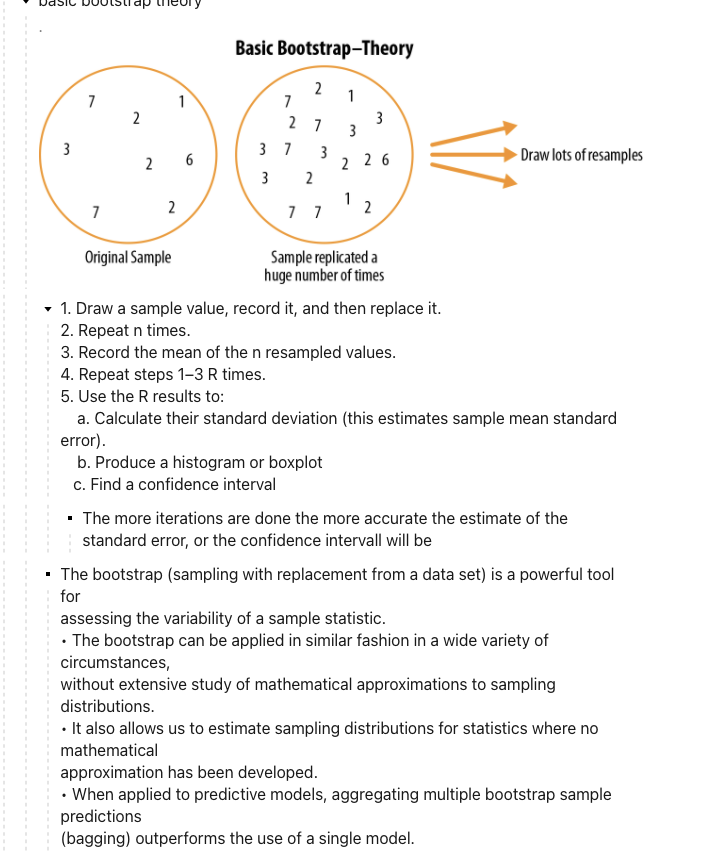 basic bootstrap theory
Basic Bootstrap–Theory
7
1
2
3
2
6
7
2
Original Sample
2
7
1
2
7
3
3
3
7
3
2
2
6
3
2
1
7
7
2
Sample replicated a
huge number of times
Draw lots of resamples
1. Draw a sample value, record it, and then replace it.
2. Repeat n times.
3. Record the mean of the n resampled values.
4. Repeat steps 1–3 R times.
5. Use the R results to:
a. Calculate their standard deviation (this estimates sample mean standard
error).
b. Produce a histogram or boxplot
c. Find a confidence interval
▪ The more iterations are done the more accurate the estimate of the
standard error, or the confidence intervall will be
▪ The bootstrap (sampling with replacement from a data set) is a powerful tool
for
assessing the variability of a sample statistic.
• The bootstrap can be applied in similar fashion in a wide variety of
circumstances,
without extensive study of mathematical approximations to sampling
distributions.
• It also allows us to estimate sampling distributions for statistics where no
mathematical
approximation has been developed.
• When applied to predictive models, aggregating multiple bootstrap sample
predictions
(bagging) outperforms the use of a single model.